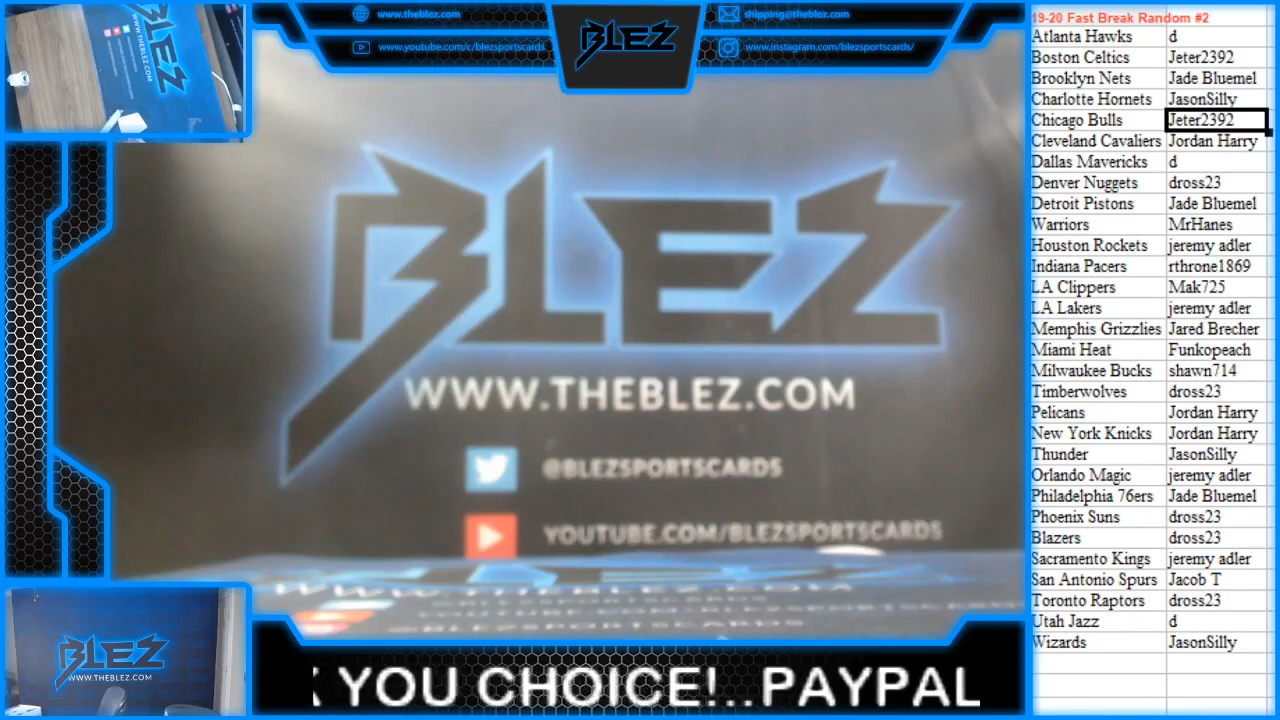 www.theblez.com
www.youtube.com/c/blezsportscards
BLEZ
shipping@theblez.com
www.instagram.com/blezsportscards/
BLEZ
WWW.THEBLEZ.COM
@BLEZSPORTSCARDS
YOUTUBE.COM/BLEZSPORTSCARDS
WWW.THEBLEZ.COM
@BLEZSPORTSCARDS
BLEZ
BLEZ
WWW.THEBLEZ.COM
YOU CHOICE!...PAYPAL
19-20 Fast Break Random #2
Atlanta Hawks d
Boston Celtics Jeter2392
Brooklyn Nets Jade Bluemel
Charlotte Hornets JasonSilly
Chicago Bulls Jeter2392
Cleveland Cavaliers Jordan Harry
Dallas Mavericks d
Denver Nuggets dross23
Detroit Pistons Jade Bluemel
Warriors MrHanes
Houston Rockets jeremy adler
Indiana Pacers rthrone1869
LA Clippers Mak725
LA Lakers jeremy adler
Memphis Grizzlies Jared Brecher
Miami Heat Funkopeach
Milwaukee Bucks shawn714
Timberwolves dross23
Pelicans Jordan Harry
New York Knicks Jordan Harry
Thunder JasonSilly
Orlando Magic jeremy adler
Philadelphia 76ers Jade Bluemel
Phoenix Suns dross23
Blazers dross23
Sacramento Kings jeremy adler
San Antonio Spurs Jacob T
Toronto Raptors dross23
Utah Jazz d
Wizards JasonSilly